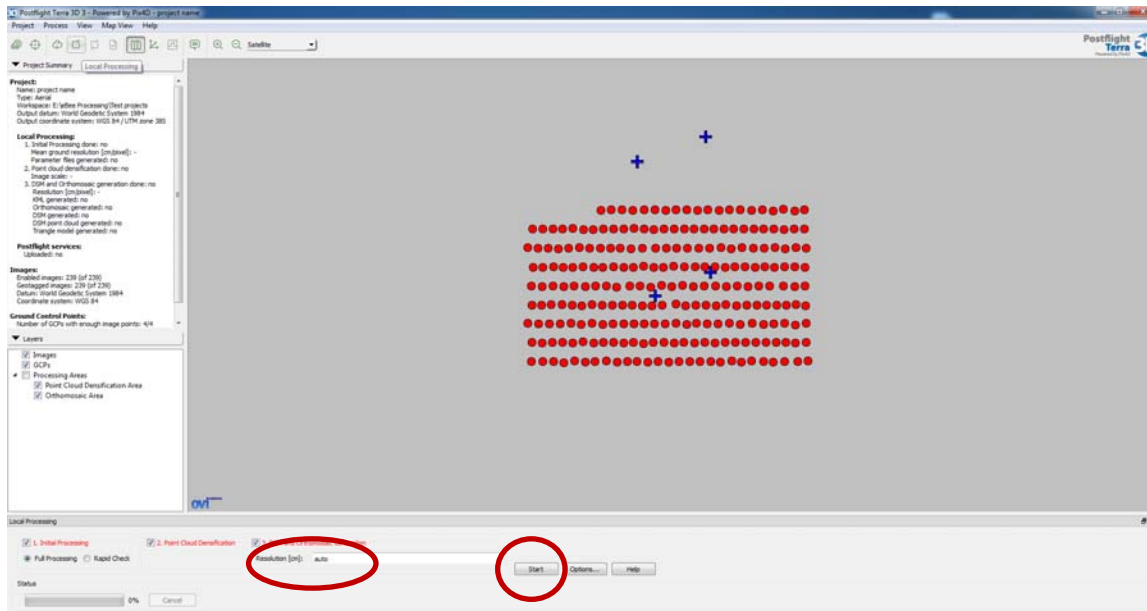 Postflight Terra 3D 3 - Powered by Pix4D - project name
Project Process View Map View Help
Satellite
Postflight
Terra 3
Powered by Pix4D
Project Summary
Local Processing
Project:
Name: project name
Type: Aerial
Workspace: E:\eBee Processing\Test projects
Output datum: World Geodetic System 1984
Output coordinate system: WGS 84 / UTM zone 38S
Local Processing:
1. Initial Processing done: no
Mean ground resolution [cm/pixel]: -
Parameter files generated: no
2. Point cloud densification done: no
Image scale: -
3. DSM and Orthomosaic generation done: no
Resolution [cm/pixel]: -
KML generated: no
Orthomosaic generated: no
DSM generated: no
DSM point cloud generated: no
Triangle model generated: no
Postflight services:
Uploaded: no
Images:
Enabled images: 239 (of 239)
Geotagged images: 239 (of 239)
Datum: World Geodetic System 1984
Coordinate system: WGS 84
Ground Control Points:
Number of GCPs with enough image points: 4/4
Layers
Images
GCPs
Processing Areas
Point Cloud Densification Area
Orthomosaic Area
ovi
Local Processing
1. Initial Processing 2. Point Cloud Densification 3.
Full Processing Rapid Check Resolution [cm]: auto Start Options... Help
Status
0% Cancel